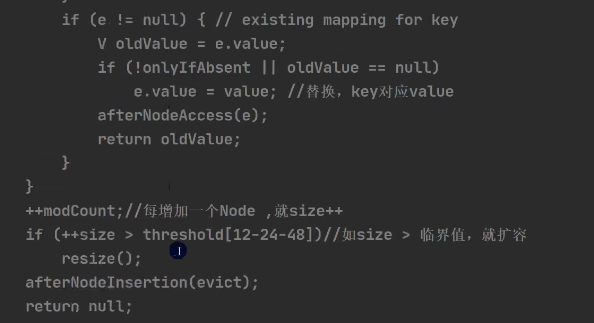 if (e != null) { // existing mapping for key
V oldValue = e.value;
if (!onlyIfAbsent || oldValue == null)
e.value = value; //替换，key对应value
afterNodeAccess(e);
return oldValue;
}
}
++modCount;//每增加一个Node ,就size++
if (++size > threshold[12-24-48])//如size > 临界值，就扩容
resize();
afterNodeInsertion(evict);
return null;